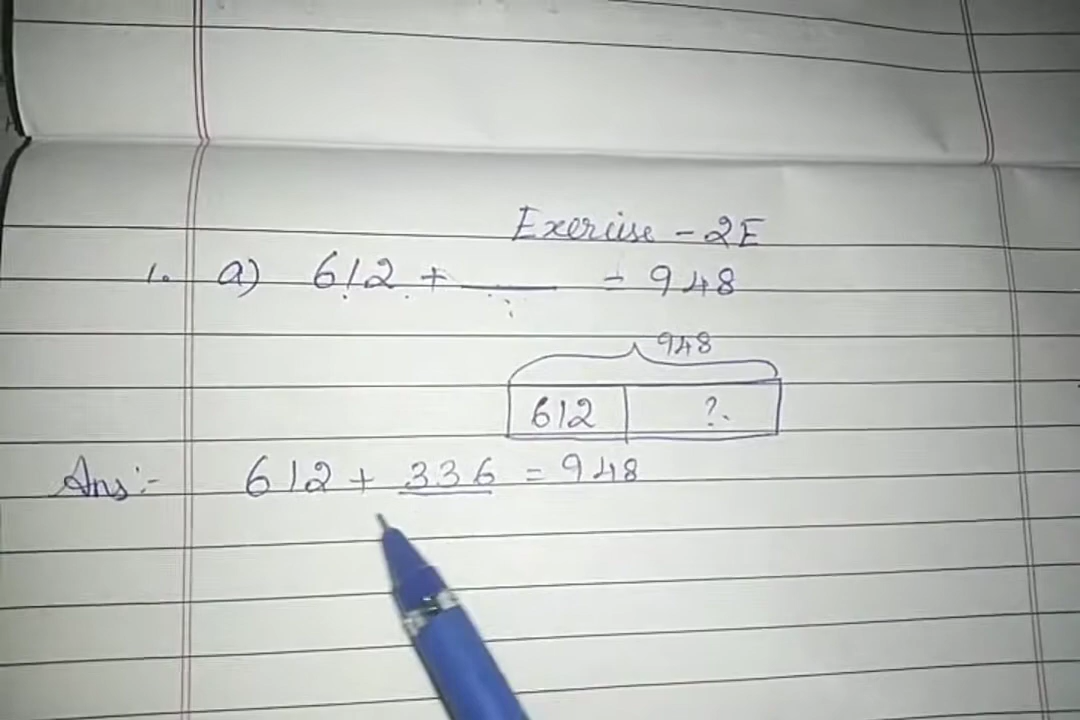 Exercise - 2E
1. a) 612 + ____ = 948
948
612 ?
Ans:- 612 + 336 = 948